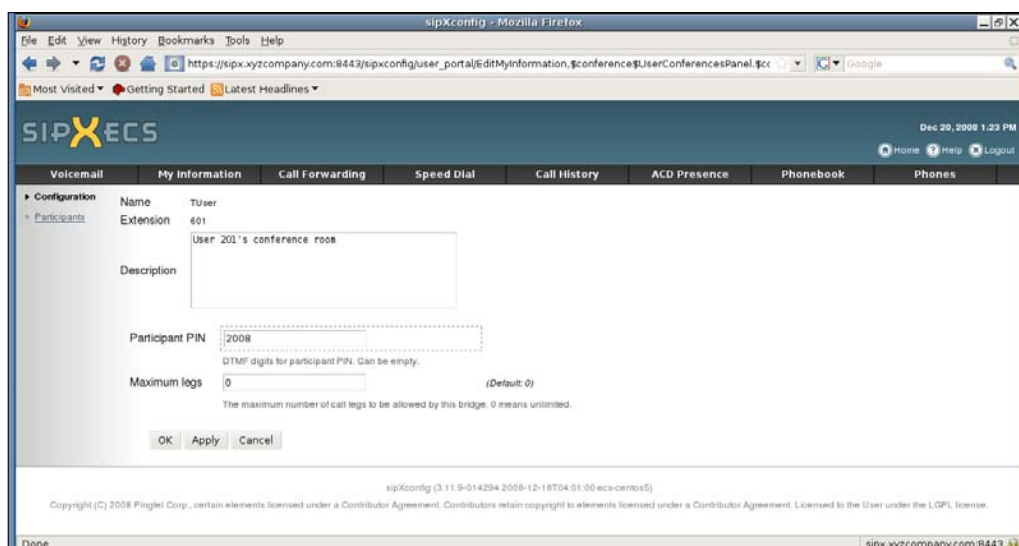 sipXconfig - Mozilla Firefox
File Edit View History Bookmarks Tools Help
https://sipx.xyzcompany.com:8443/sipxconfig/user_portal/EditMyInformation,$conference$UserConferencesPanel.$cc
Google
Most Visited Getting Started Latest Headlines
SIPXECS
Dec 20, 2008 1:23 PM
Home Help Logout
Voicemail My Information Call Forwarding Speed Dial Call History ACD Presence Phonebook Phones
Configuration
Participants
Name TUser
Extension 601
Description User 201's conference room
Participant PIN 2008
DTMF digits for participant PIN. Can be empty.
Maximum legs 0 (Default: 0)
The maximum number of call legs to be allowed by this bridge. 0 means unlimited.
OK Apply Cancel
sipXconfig (3.11.9-014294 2008-12-18T04:01:00 ecs-centos5)
Copyright (C) 2008 Pingtel Corp., certain elements licensed under a Contributor Agreement. Contributors retain copyright to elements licensed under a Contributor Agreement. Licensed to the User under the LGPL license.
Done
sipx.xyzcompany.com:8443